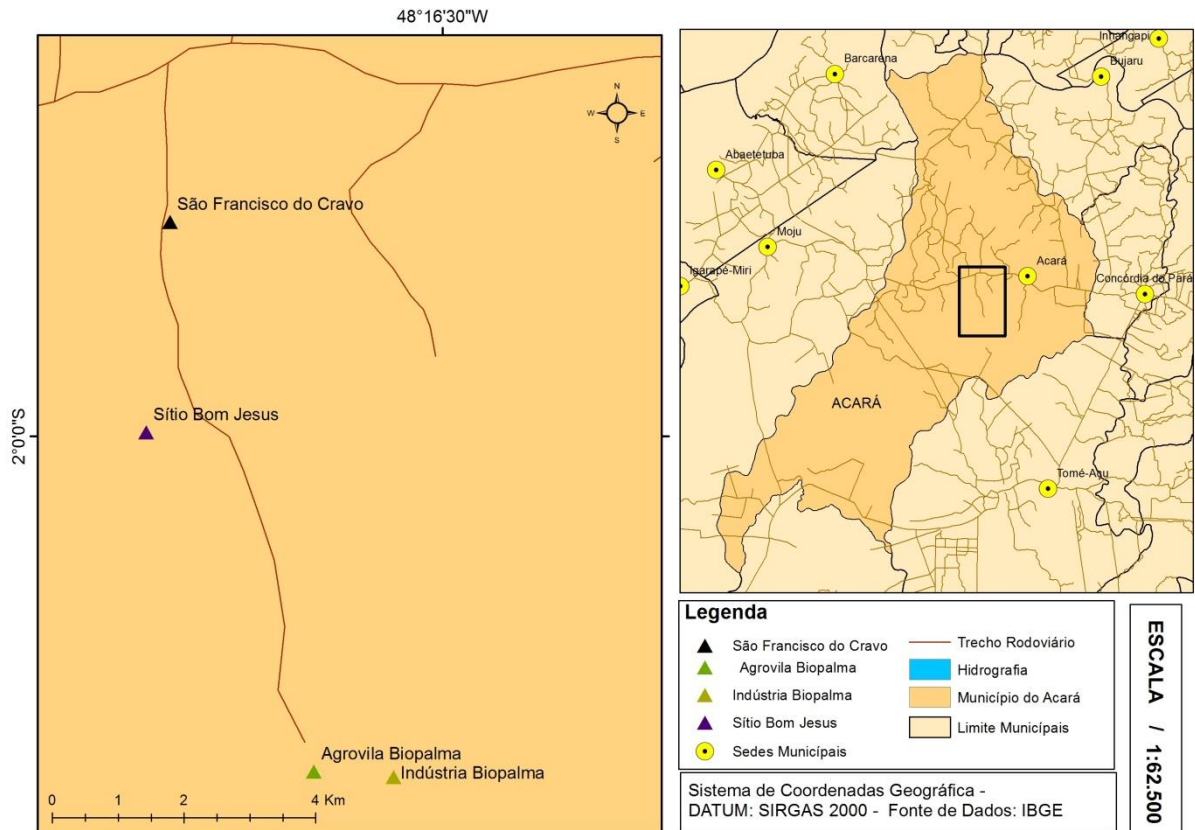 48°16'30"W
N
W
E
S
São Francisco do Cravo
Sítio Bom Jesus
2°0'0"S
Agrovila Biopalma
Indústria Biopalma
0 1 2 4 Km
Inhangapi
Barcarena
Bujaru
Abaetetuba
Moju
Igarapé-Miri
Acará
Concórdia do Pará
ACARÁ
Tomé-Açu
Legenda
São Francisco do Cravo
Agrovila Biopalma
Indústria Biopalma
Sítio Bom Jesus
Sedes Municípais
Trecho Rodoviário
Hidrografia
Município do Acará
Limite Municípais
Sistema de Coordenadas Geográfica -
DATUM: SIRGAS 2000 - Fonte de Dados: IBGE
ESCALA / 1:62.500